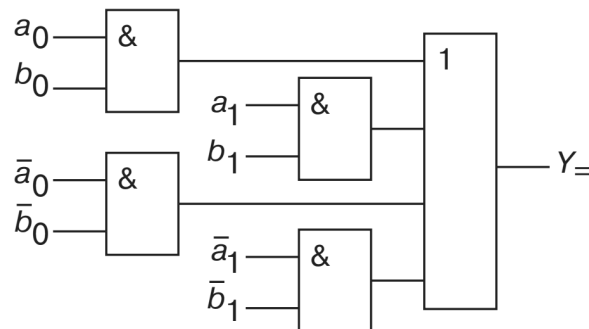 a₀
&
b₀
1
a₁
&
b₁
Y₌
ā₀
&
b̄₀
ā₁
&
b̄₁